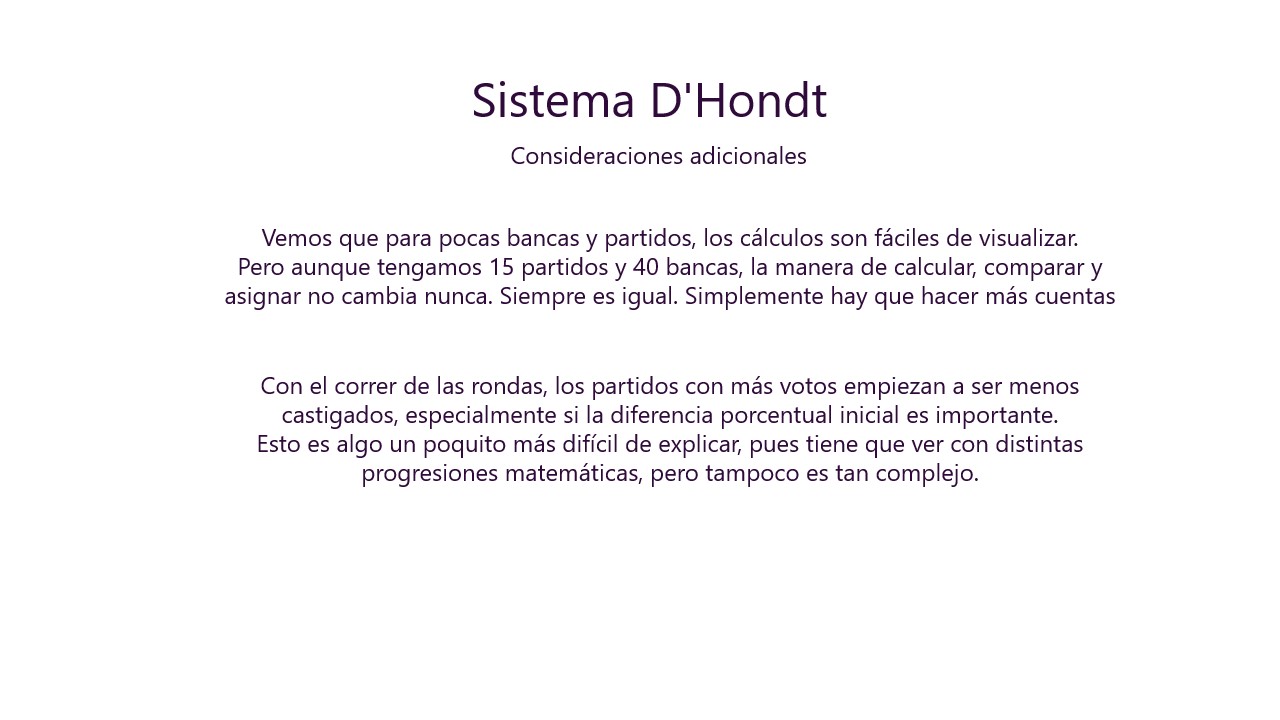 Sistema D'Hondt
Consideraciones adicionales
Vemos que para pocas bancas y partidos, los cálculos son fáciles de visualizar.
Pero aunque tengamos 15 partidos y 40 bancas, la manera de calcular, comparar y
asignar no cambia nunca. Siempre es igual. Simplemente hay que hacer más cuentas
Con el correr de las rondas, los partidos con más votos empiezan a ser menos
castigados, especialmente si la diferencia porcentual inicial es importante.
Esto es algo un poquito más difícil de explicar, pues tiene que ver con distintas
progresiones matemáticas, pero tampoco es tan complejo.